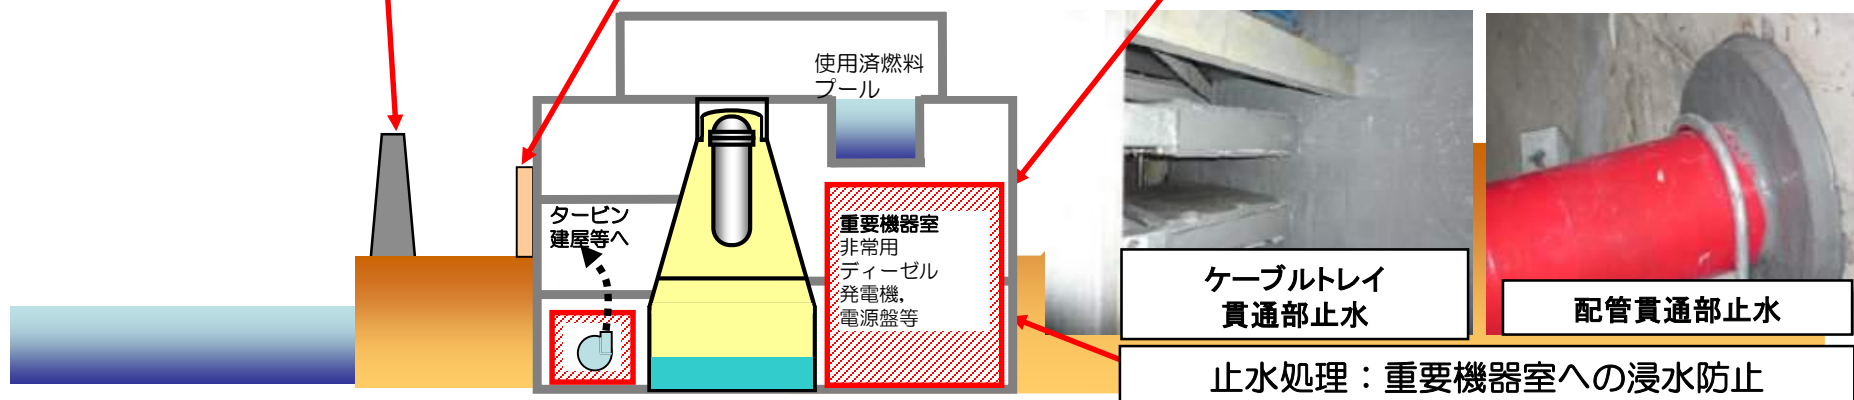 使用済燃料
プール
タービン
建屋等へ
重要機器室
非常用
ディーゼル
発電機，
電源盤等
ケーブルトレイ
貫通部止水
配管貫通部止水
止水処理：重要機器室への浸水防止